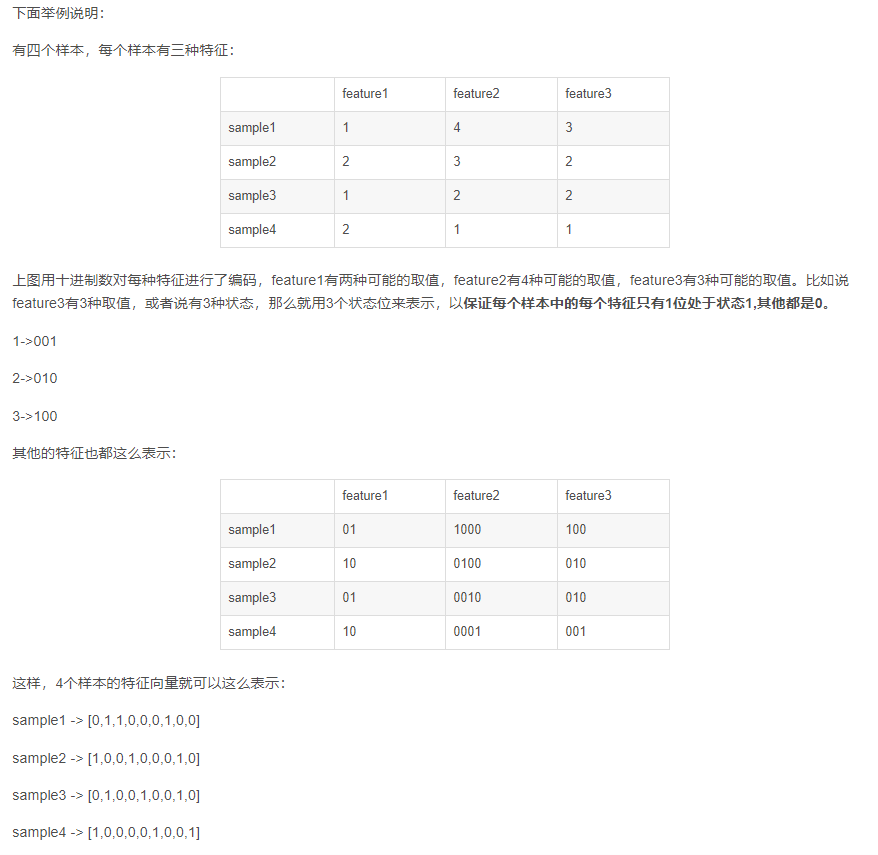 下面举例说明：
有四个样本，每个样本有三种特征：
feature1 feature2 feature3
sample1 1 4 3
sample2 2 3 2
sample3 1 2 2
sample4 2 1 1
上图用十进制数对每种特征进行了编码，feature1有两种可能的取值，feature2有4种可能的取值，feature3有3种可能的取值。比如说
feature3有3种取值，或者说有3种状态，那么就用3个状态位来表示，以保证每个样本中的每个特征只有1位处于状态1,其他都是0。
1->001
2->010
3->100
其他的特征也都这么表示：
feature1 feature2 feature3
sample1 01 1000 100
sample2 10 0100 010
sample3 01 0010 010
sample4 10 0001 001
这样，4个样本的特征向量就可以这么表示：
sample1 -> [0,1,1,0,0,0,1,0,0]
sample2 -> [1,0,0,1,0,0,0,1,0]
sample3 -> [0,1,0,0,1,0,0,1,0]
sample4 -> [1,0,0,0,0,1,0,0,1]